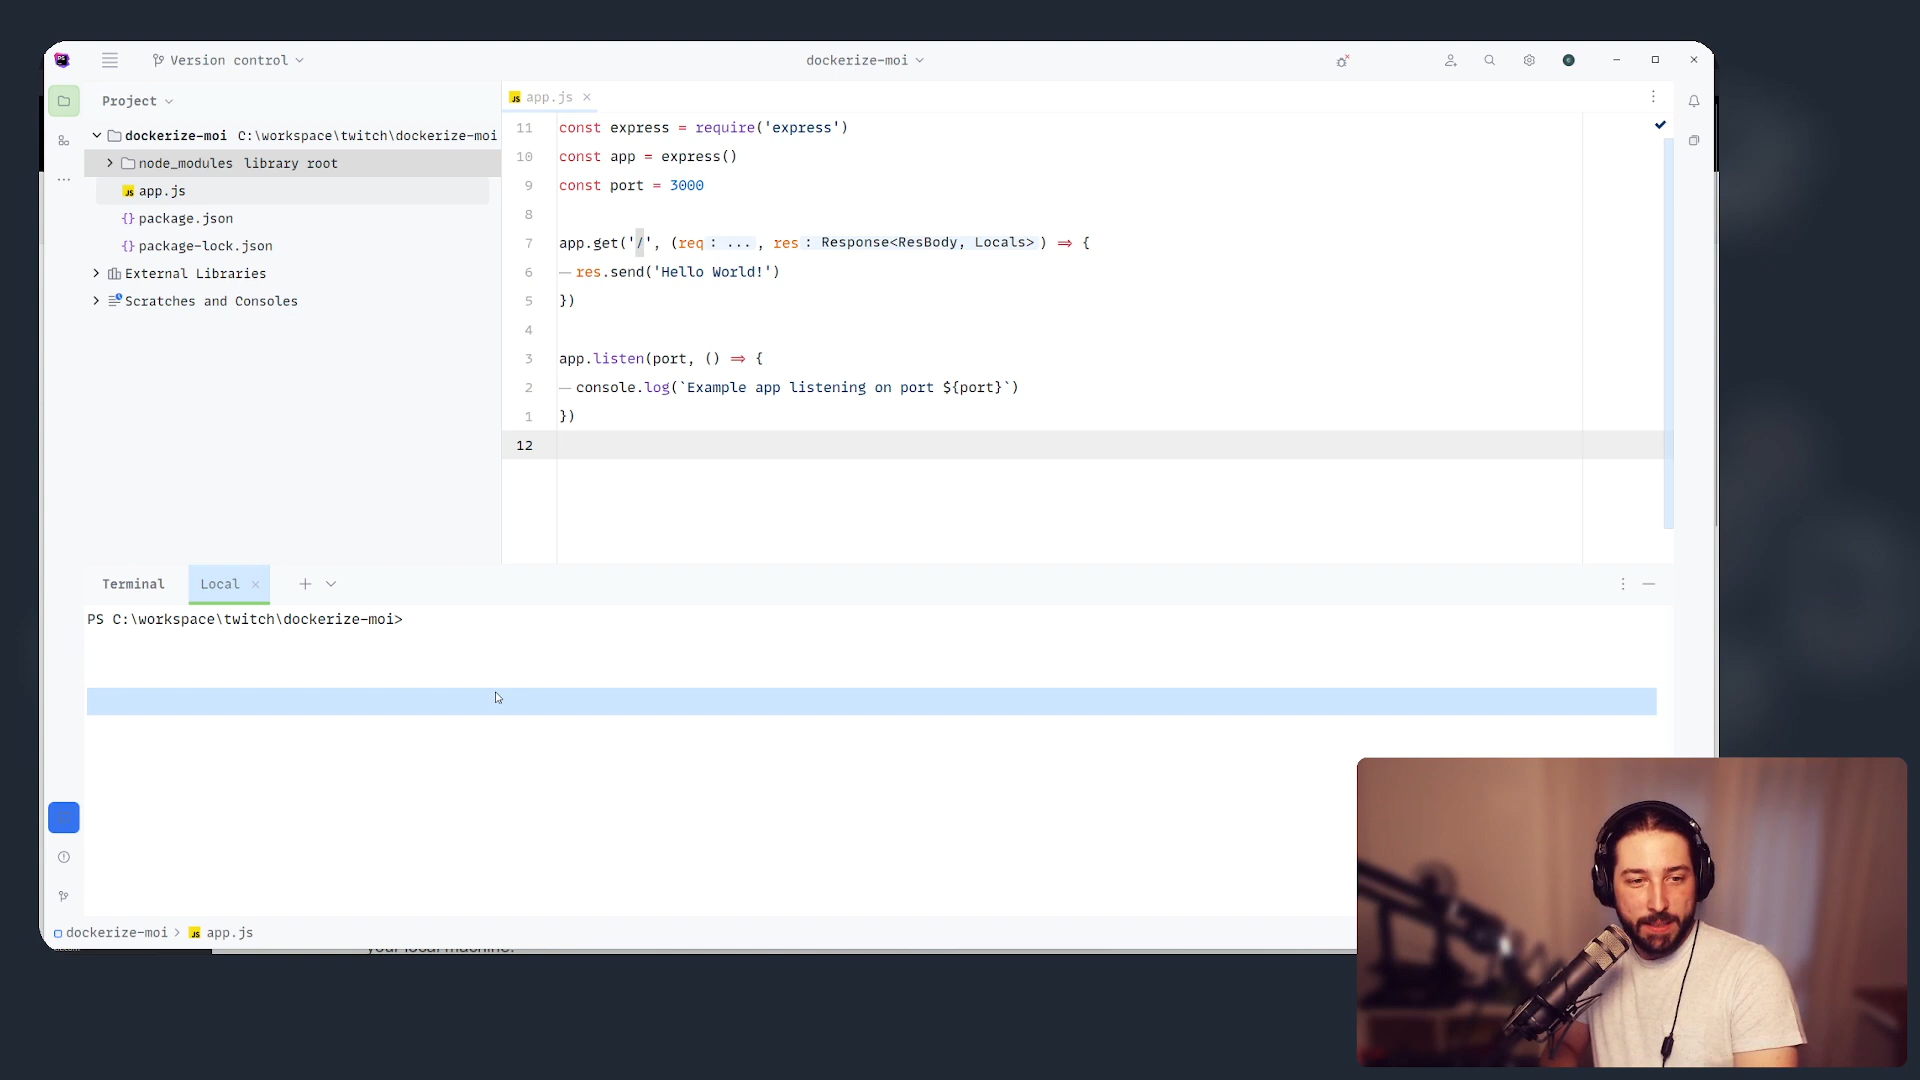 Version control
dockerize-moi
Project
app.js
dockerize-moi C:\workspace\twitch\dockerize-moi
node_modules library root
app.js
package.json
package-lock.json
External Libraries
Scratches and Consoles
11 const express = require('express')
10 const app = express()
9 const port = 3000
8
7 app.get('/', (req : ... , res : Response<ResBody, Locals> ) ⇒ {
6 — res.send('Hello World!')
5 })
4
3 app.listen(port, () ⇒ {
2 — console.log(`Example app listening on port ${port}`)
1 })
12
Terminal Local
PS C:\workspace\twitch\dockerize-moi>
dockerize-moi > JS app.js